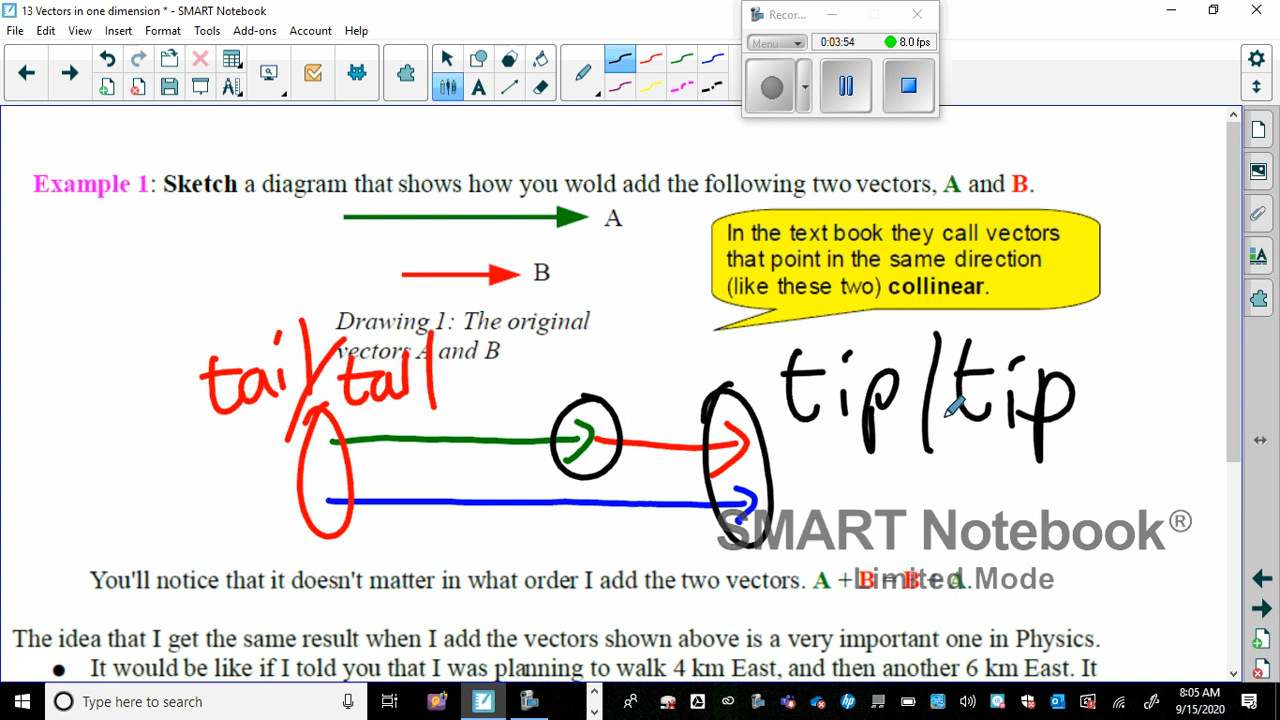 13 Vectors in one dimension * - SMART Notebook
File Edit View Insert Format Tools Add-ons Account Help
Recor...
Menu 0:03:54 8.0 fps
Example 1: Sketch a diagram that shows how you wold add the following two vectors, A and B.
A
B
In the text book they call vectors
that point in the same direction
(like these two) collinear.
Drawing 1: The original
vectors A and B
tail/tail
tip/tip
SMART Notebook®
Limited Mode
You'll notice that it doesn't matter in what order I add the two vectors. A + B = B + A.
The idea that I get the same result when I add the vectors shown above is a very important one in Physics.
● It would be like if I told you that I was planning to walk 4 km East, and then another 6 km East. It
Type here to search
8:05 AM
9/15/2020